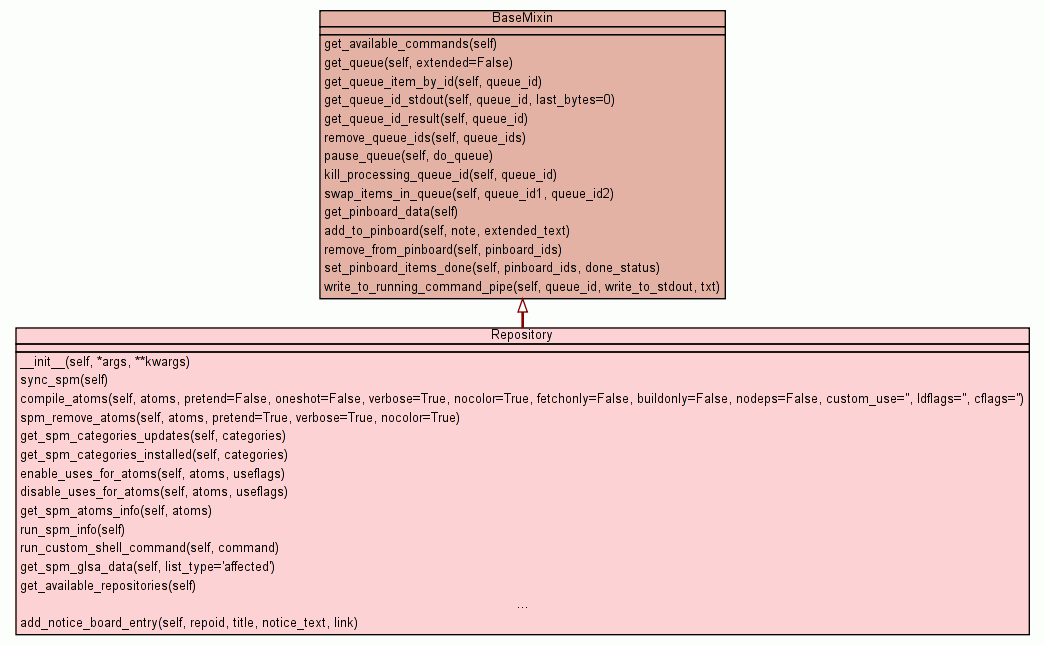 BaseMixin
get_available_commands(self)
get_queue(self, extended=False)
get_queue_item_by_id(self, queue_id)
get_queue_id_stdout(self, queue_id, last_bytes=0)
get_queue_id_result(self, queue_id)
remove_queue_ids(self, queue_ids)
pause_queue(self, do_queue)
kill_processing_queue_id(self, queue_id)
swap_items_in_queue(self, queue_id1, queue_id2)
get_pinboard_data(self)
add_to_pinboard(self, note, extended_text)
remove_from_pinboard(self, pinboard_ids)
set_pinboard_items_done(self, pinboard_ids, done_status)
write_to_running_command_pipe(self, queue_id, write_to_stdout, txt)
Repository
__init__(self, *args, **kwargs)
sync_spm(self)
compile_atoms(self, atoms, pretend=False, oneshot=False, verbose=True, nocolor=True, fetchonly=False, buildonly=False, nodeps=False, custom_use='', ldflags='', cflags='')
spm_remove_atoms(self, atoms, pretend=True, verbose=True, nocolor=True)
get_spm_categories_updates(self, categories)
get_spm_categories_installed(self, categories)
enable_uses_for_atoms(self, atoms, useflags)
disable_uses_for_atoms(self, atoms, useflags)
get_spm_atoms_info(self, atoms)
run_spm_info(self)
run_custom_shell_command(self, command)
get_spm_glsa_data(self, list_type='affected')
get_available_repositories(self)
...
add_notice_board_entry(self, repoid, title, notice_text, link)